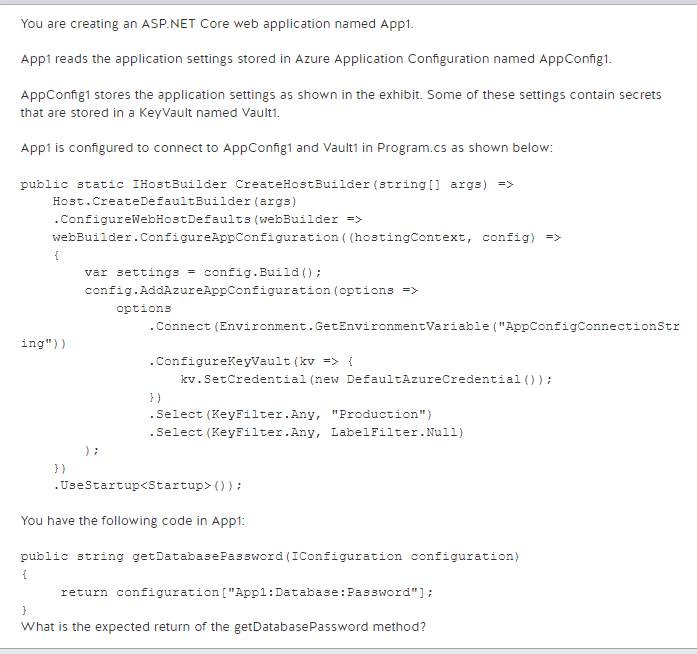 You are creating an ASP.NET Core web application named App1.
App1 reads the application settings stored in Azure Application Configuration named AppConfig1.
AppConfig1 stores the application settings as shown in the exhibit. Some of these settings contain secrets
that are stored in a KeyVault named Vault1.
App1 is configured to connect to AppConfig1 and Vault1 in Program.cs as shown below:
public static IHostBuilder CreateHostBuilder(string[] args) =>
Host.CreateDefaultBuilder(args)
.ConfigureWebHostDefaults(webBuilder =>
webBuilder.ConfigureAppConfiguration((hostingContext, config) =>
{
var settings = config.Build();
config.AddAzureAppConfiguration(options =>
options
.Connect(Environment.GetEnvironmentVariable("AppConfigConnectionStr
ing"))
.ConfigureKeyVault(kv => {
kv.SetCredential(new DefaultAzureCredential());
})
.Select(KeyFilter.Any, "Production")
.Select(KeyFilter.Any, LabelFilter.Null)
);
})
.UseStartup<Startup>());
You have the following code in App1:
public string getDatabasePassword(IConfiguration configuration)
{
return configuration["App1:Database:Password"];
}
What is the expected return of the getDatabasePassword method?